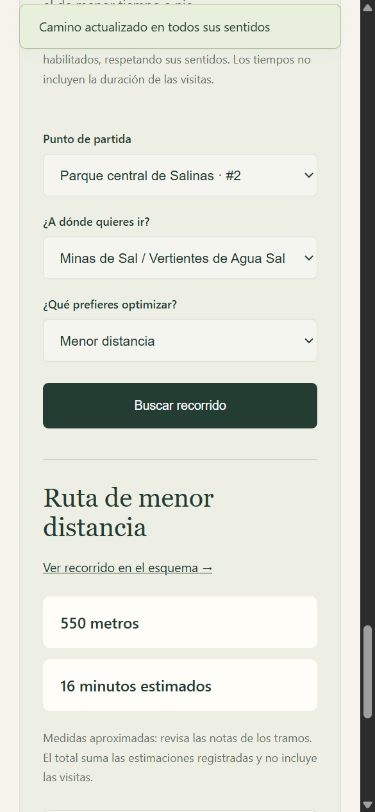 Camino actualizado en todos sus sentidos
habilitados, respetando sus sentidos. Los tiempos no
incluyen la duración de las visitas.
Punto de partida
Parque central de Salinas · #2
¿A dónde quieres ir?
Minas de Sal / Vertientes de Agua Sal
¿Qué prefieres optimizar?
Menor distancia
Buscar recorrido
Ruta de menor
distancia
Ver recorrido en el esquema →
550 metros
16 minutos estimados
Medidas aproximadas: revisa las notas de los tramos.
El total suma las estimaciones registradas y no incluye
las visitas.